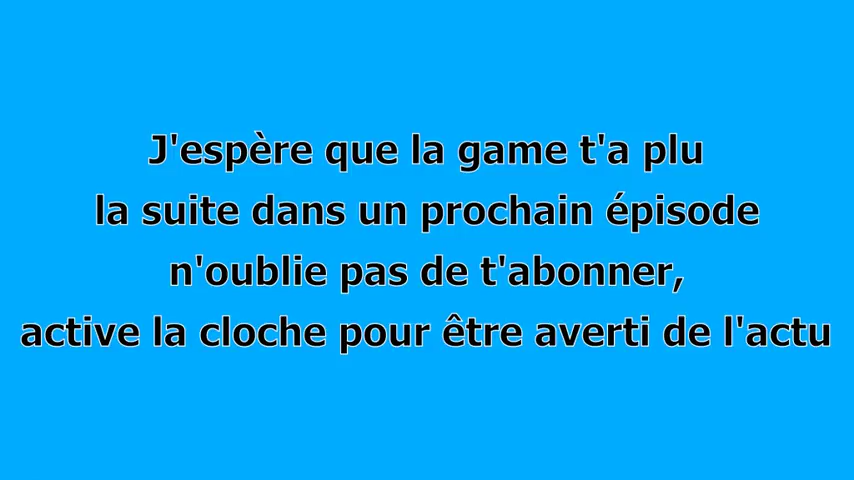 J'espère que la game t'a plu
la suite dans un prochain épisode
n'oublie pas de t'abonner,
active la cloche pour être averti de l'actu